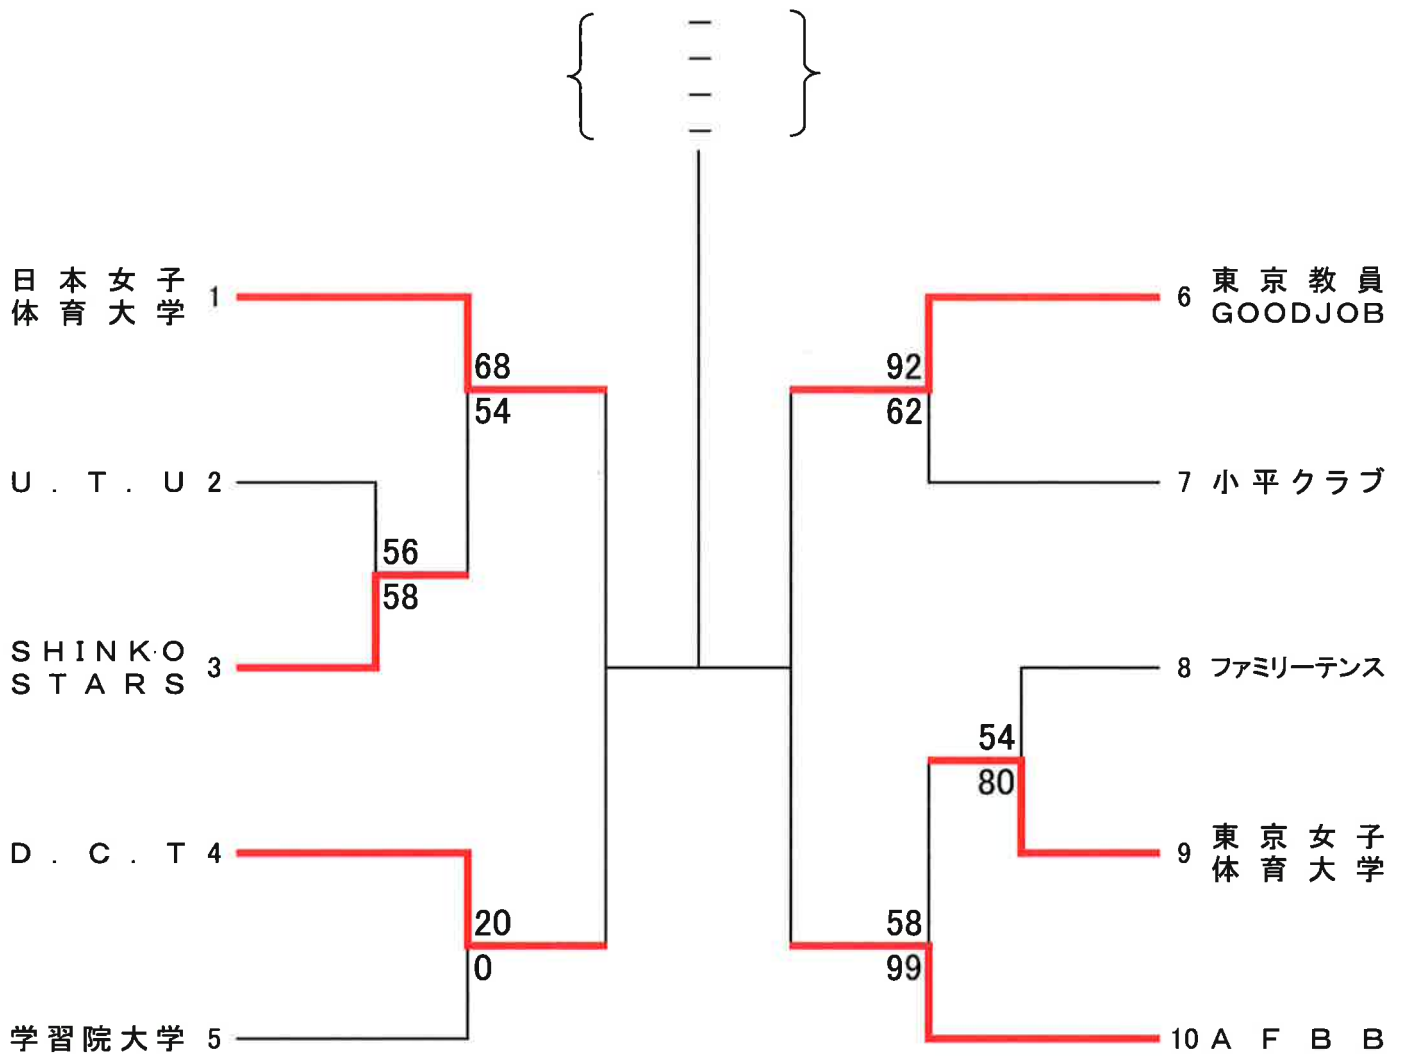 —
—
—
—
日本女子
体育大学 1
68
54
U.T.U 2
56
58
SHINKO
STARS 3
D.C.T 4
20
0
学習院大学 5
6 東京教員
GOODJOB
92
62
7 小平クラブ
8 ファミリーテンス
54
80
9 東京女子
体育大学
58
99
10 AFBB